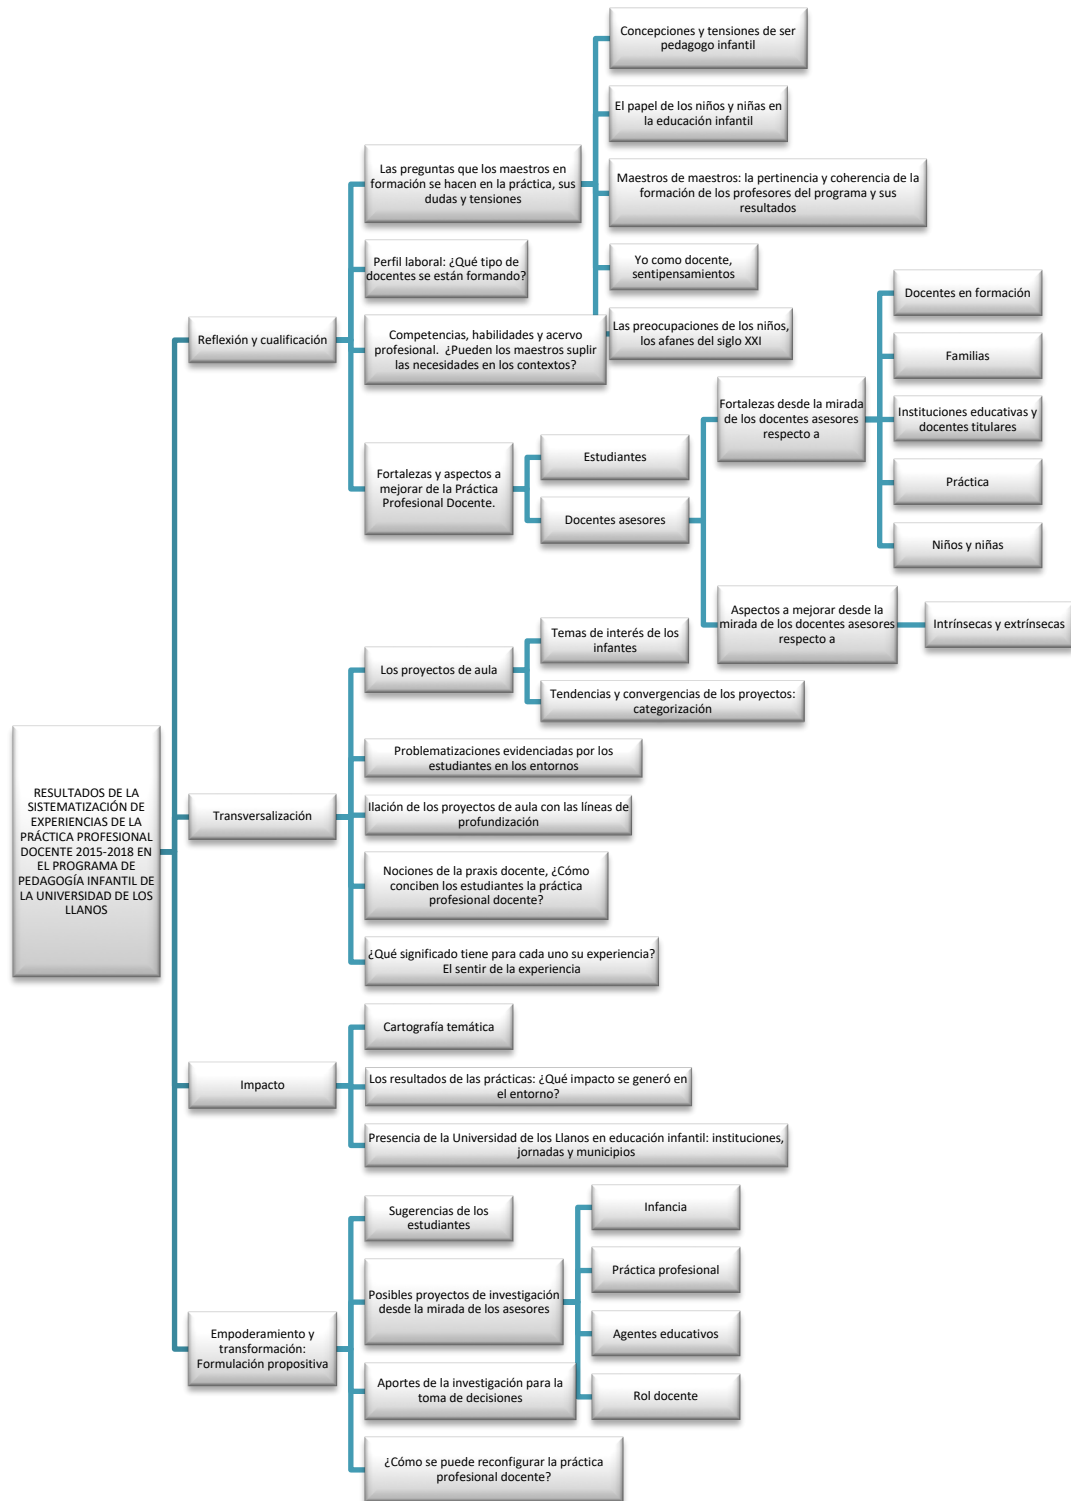 RESULTADOS DE LA
SISTEMATIZACIÓN DE
EXPERIENCIAS DE LA
PRÁCTICA PROFESIONAL
DOCENTE 2015-2018 EN
EL PROGRAMA DE
PEDAGOGÍA INFANTIL DE
LA UNIVERSIDAD DE LOS
LLANOS
Reflexión y cualificación
Las preguntas que los maestros en
formación se hacen en la práctica, sus
dudas y tensiones
Concepciones y tensiones de ser
pedagogo infantil
El papel de los niños y niñas en
la educación infantil
Maestros de maestros: la pertinencia y coherencia de la
formación de los profesores del programa y sus
resultados
Yo como docente,
sentipensamientos
Las preocupaciones de los niños,
los afanes del siglo XXI
Perfil laboral: ¿Qué tipo de
docentes se están formando?
Competencias, habilidades y acervo
profesional. ¿Pueden los maestros suplir
las necesidades en los contextos?
Fortalezas y aspectos a
mejorar de la Práctica
Profesional Docente.
Estudiantes
Docentes asesores
Fortalezas desde la mirada
de los docentes asesores
respecto a
Docentes en formación
Familias
Instituciones educativas y
docentes titulares
Práctica
Niños y niñas
Aspectos a mejorar desde la
mirada de los docentes asesores
respecto a
Intrínsecas y extrínsecas
Transversalización
Los proyectos de aula
Temas de interés de los
infantes
Tendencias y convergencias de los proyectos:
categorización
Problematizaciones evidenciadas por los
estudiantes en los entornos
Ilación de los proyectos de aula con las líneas de
profundización
Nociones de la praxis docente, ¿Cómo
conciben los estudiantes la práctica
profesional docente?
¿Qué significado tiene para cada uno su experiencia?
El sentir de la experiencia
Impacto
Cartografía temática
Los resultados de las prácticas: ¿Qué impacto se generó en
el entorno?
Presencia de la Universidad de los Llanos en educación infantil: instituciones,
jornadas y municipios
Empoderamiento y
transformación:
Formulación propositiva
Sugerencias de los
estudiantes
Posibles proyectos de investigación
desde la mirada de los asesores
Infancia
Práctica profesional
Agentes educativos
Rol docente
Aportes de la investigación para la
toma de decisiones
¿Cómo se puede reconfigurar la práctica
profesional docente?